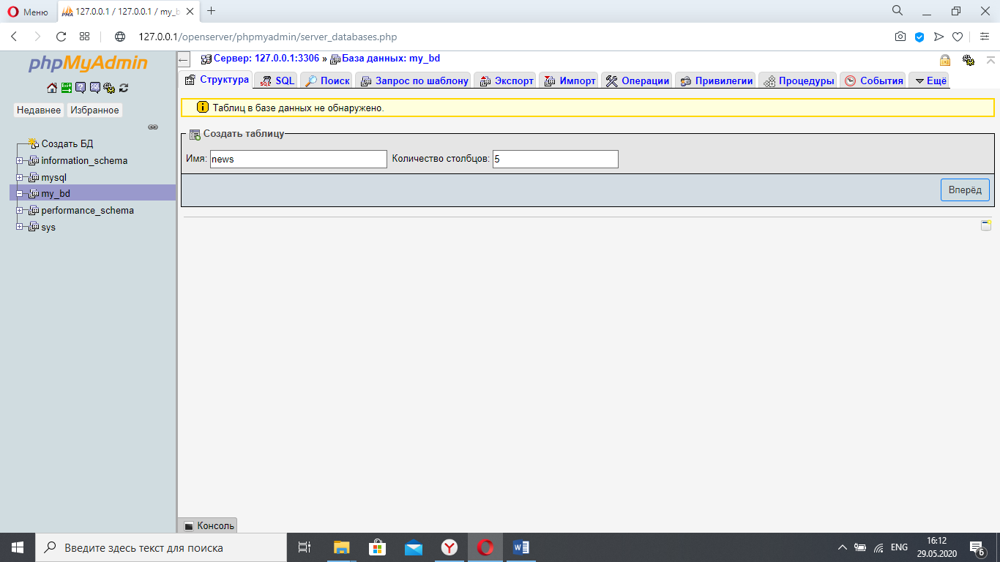 Меню
127.0.0.1 / 127.0.0.1 / my_b
127.0.0.1/openserver/phpmyadmin/server_databases.php
phpMyAdmin
Недавнее Избранное
Создать БД
information_schema
mysql
my_bd
performance_schema
sys
Сервер: 127.0.0.1:3306 » База данных: my_bd
Структура SQL Поиск Запрос по шаблону Экспорт Импорт Операции Привилегии Процедуры События Ещё
Таблиц в базе данных не обнаружено.
Создать таблицу
Имя: news Количество столбцов: 5
Вперёд
Консоль
Введите здесь текст для поиска
ENG
16:12
29.05.2020
6